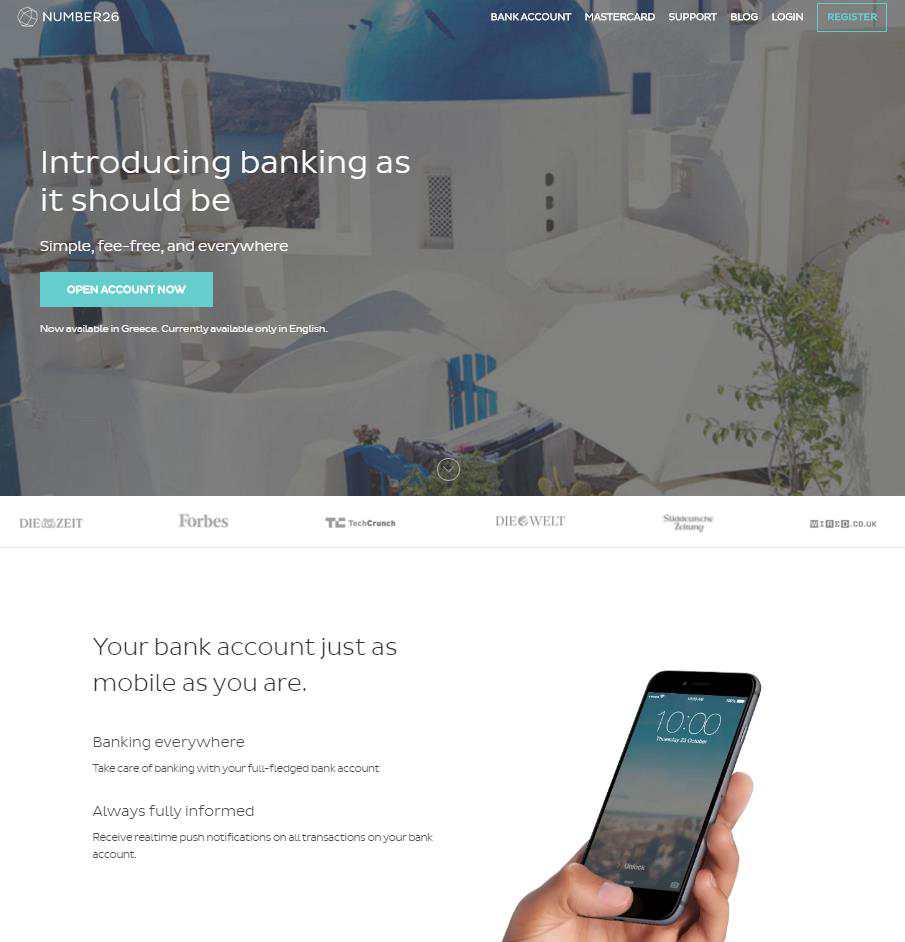 NUMBER26
BANK ACCOUNT MASTERCARD SUPPORT BLOG LOGIN REGISTER
Introducing banking as
it should be
Simple, fee-free, and everywhere
OPEN ACCOUNT NOW
Now available in Greece. Currently available only in English.
DIE ZEIT Forbes TC TechCrunch DIE WELT Süddeutsche Zeitung WIRED.CO.UK
Your bank account just as
mobile as you are.
Banking everywhere
Take care of banking with your full-fledged bank account
Always fully informed
Receive realtime push notifications on all transactions on your bank
account.
10:00
Thursday 23 October
Unlock